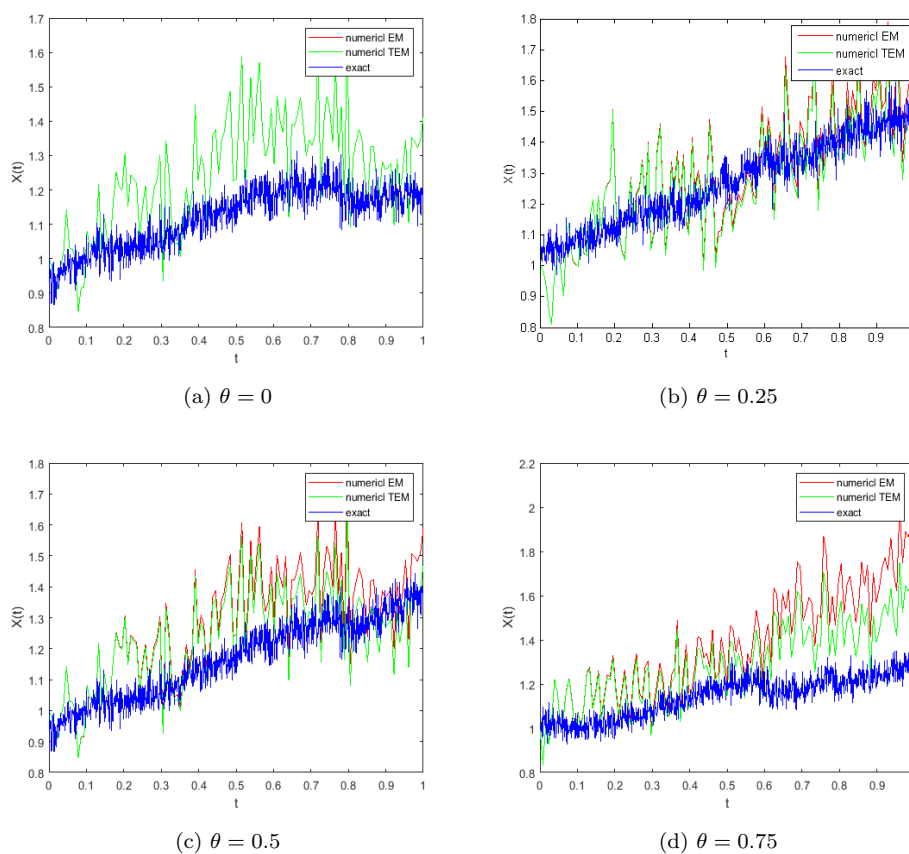 1.7
1.6
1.5
1.4
1.3
1.2
1.1
1
0.9
0.8
X(t)
0 0.1 0.2 0.3 0.4 0.5 0.6 0.7 0.8 0.9 1
t
numericl EM
numericl TEM
exact
(a) θ = 0
1.8
1.7
1.6
1.5
1.4
1.3
1.2
1.1
1
0.9
0.8
X(t)
0 0.1 0.2 0.3 0.4 0.5 0.6 0.7 0.8 0.9
t
numericl EM
numericl TEM
exact
(b) θ = 0.25
1.8
1.7
1.6
1.5
1.4
1.3
1.2
1.1
1
0.9
0.8
X(t)
0 0.1 0.2 0.3 0.4 0.5 0.6 0.7 0.8 0.9 1
t
numericl EM
numericl TEM
exact
(c) θ = 0.5
2.2
2
1.8
1.6
1.4
1.2
1
0.8
X(t)
0 0.1 0.2 0.3 0.4 0.5 0.6 0.7 0.8 0.9
t
numericl EM
numericl TEM
exact
(d) θ = 0.75